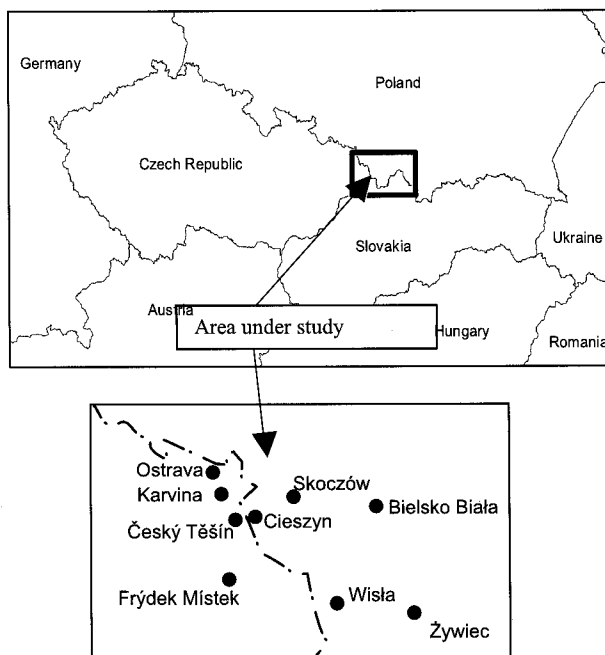 Germany
Poland
Czech Republic
Slovakia
Ukraine
Austria
Area under study
Hungary
Romania
Ostrava
Karvina
Skoczów
Bielsko Biała
Český Těšín
Cieszyn
Frýdek Místek
Wisła
Żywiec